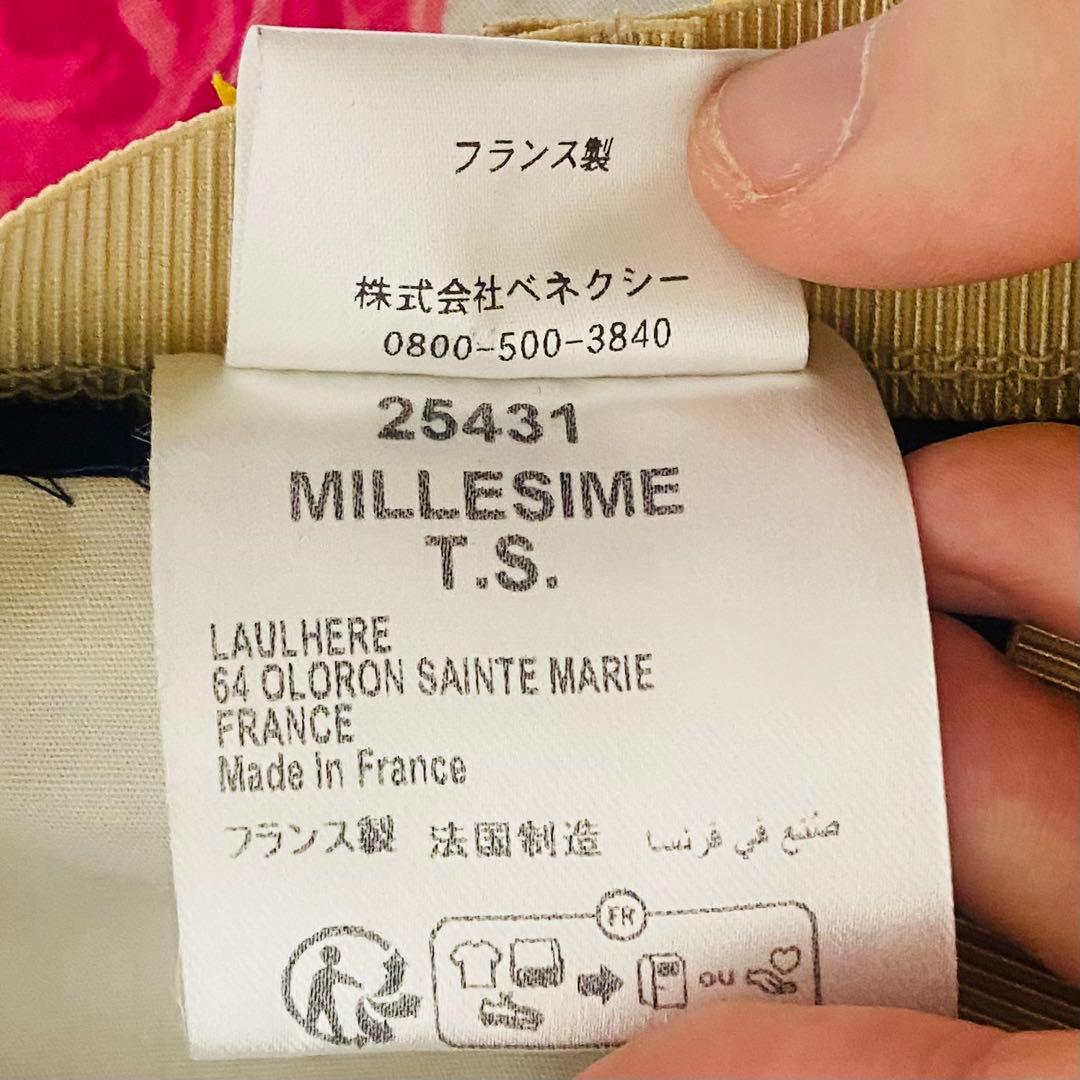 フランス製
株式会社ベネクシー
0800-500-3840
25431
MILLESIME
T.S.
LAULHERE
64 OLORON SAINTE MARIE
FRANCE
Made in France
フランス製 法国制造 صنع في فرنسا
FR
OU